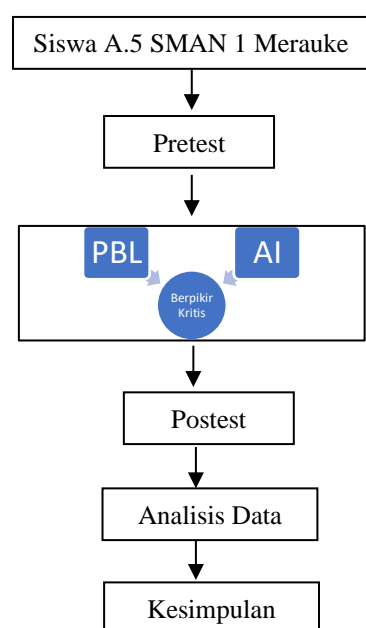 Siswa A.5 SMAN 1 Merauke
Pretest
PBL
AI
Berpikir
Kritis
Postest
Analisis Data
Kesimpulan